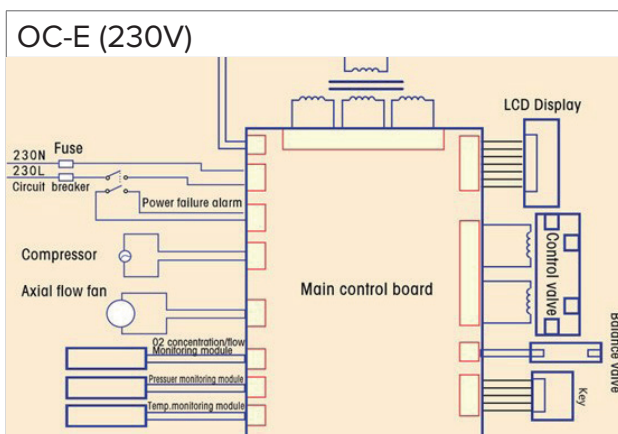 OC-E (230V)
LCD Display
Fuse
230N
230L
Circuit breaker
Power failure alarm
Compressor
Axial flow fan
Main control board
Control valve
Balance valve
O2 concentration/flow
Monitoring module
Pressuer monitoring module
Temp.monitoring module
Key